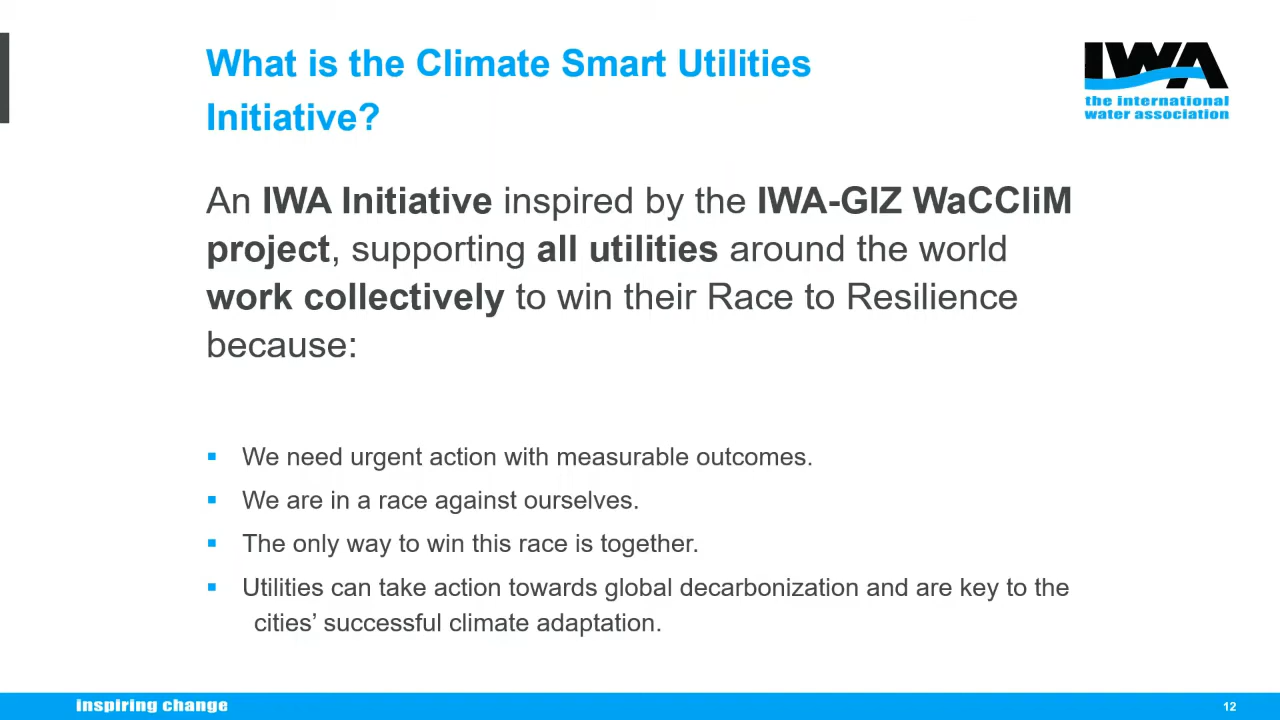 What is the Climate Smart Utilities
Initiative?
IWA
the international
water association
An IWA Initiative inspired by the IWA-GIZ WaCCliM
project, supporting all utilities around the world
work collectively to win their Race to Resilience
because:
We need urgent action with measurable outcomes.
We are in a race against ourselves.
The only way to win this race is together.
Utilities can take action towards global decarbonization and are key to the
cities’ successful climate adaptation.
inspiring change
12